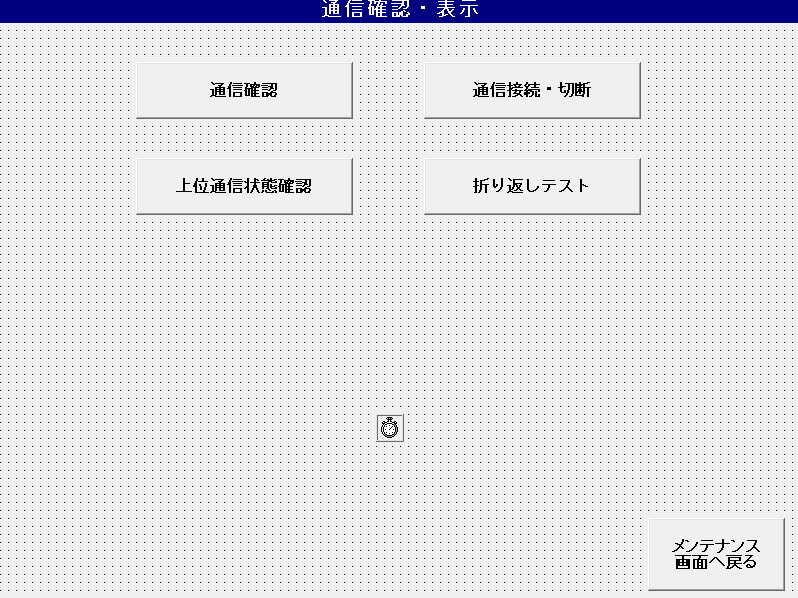 通信確認・表示
通信確認
通信接続・切断
上位通信状態確認
折り返しテスト
メンテナンス
画面へ戻る